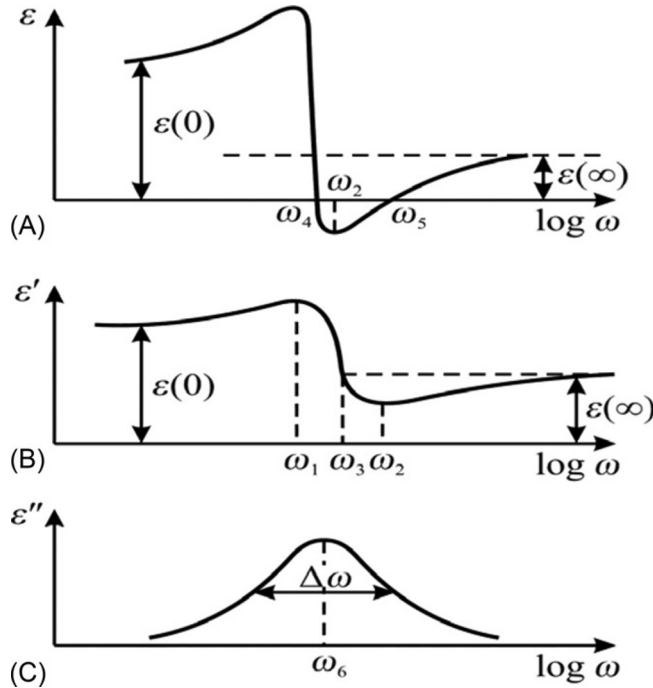 ε
ε(0)
ω₂
ε(∞)
(A)
ω₄
ω₅
log ω
ε′
ε(0)
ε(∞)
(B)
ω₁
ω₃
ω₂
log ω
ε″
Δω
(C)
ω₆
log ω